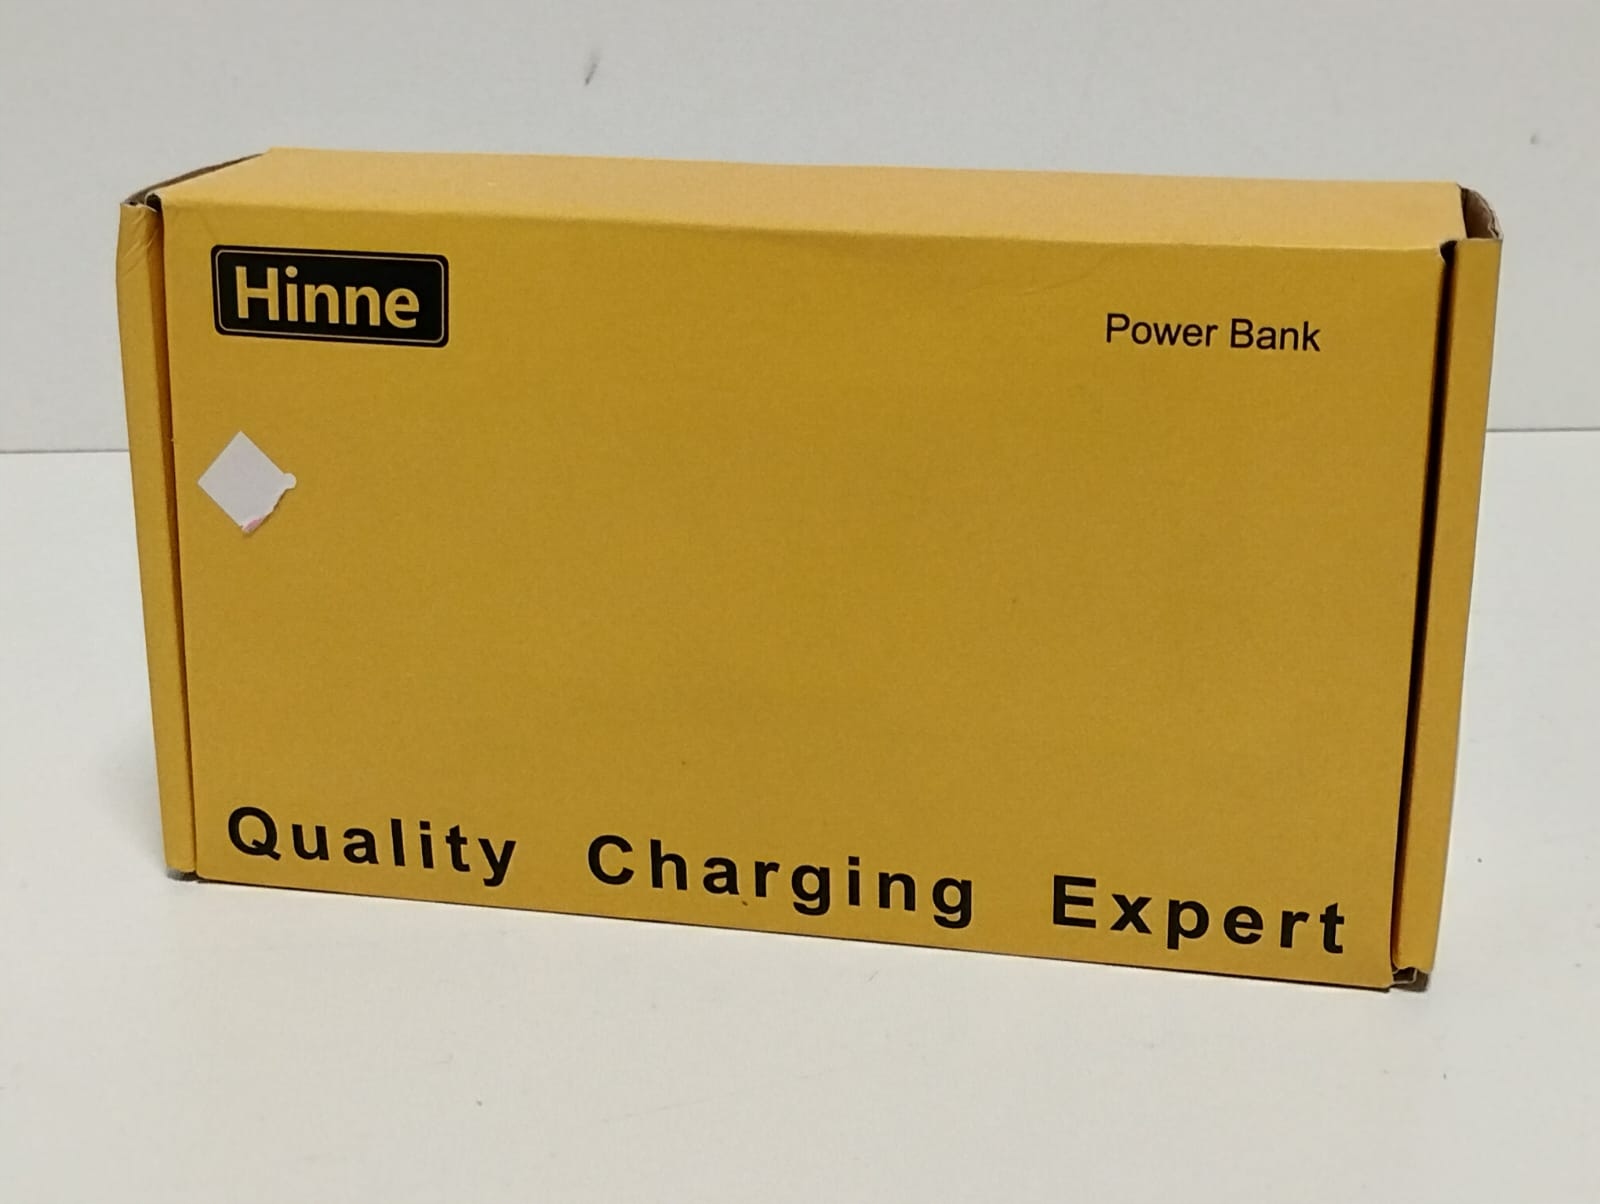 Hinne
Power Bank
Quality Charging Expert